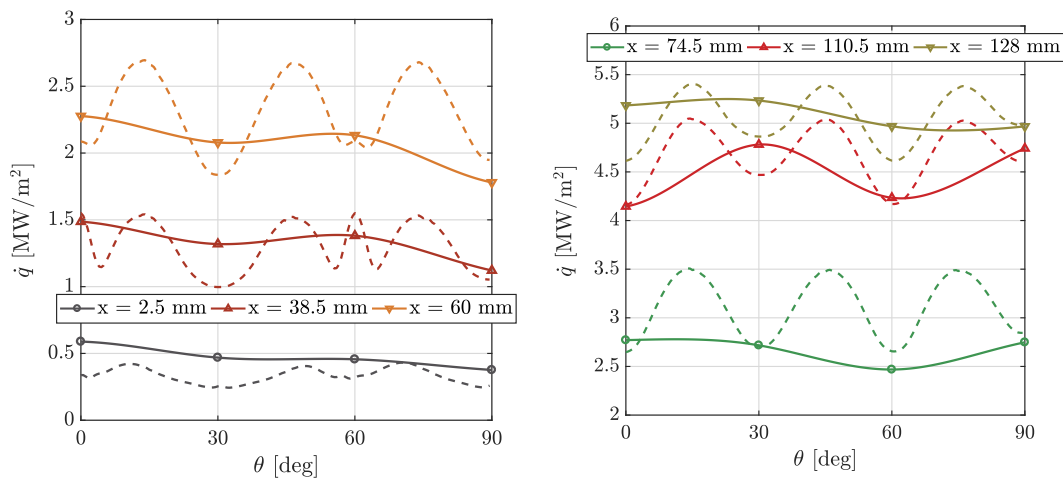 3
2.5
2
1.5
1
0.5
0
q̇ [MW/m²]
x = 2.5 mm x = 38.5 mm x = 60 mm
0 30 60 90
θ [deg]
6
5.5
5
4.5
4
3.5
3
2.5
2
q̇ [MW/m²]
x = 74.5 mm x = 110.5 mm x = 128 mm
0 30 60 90
θ [deg]